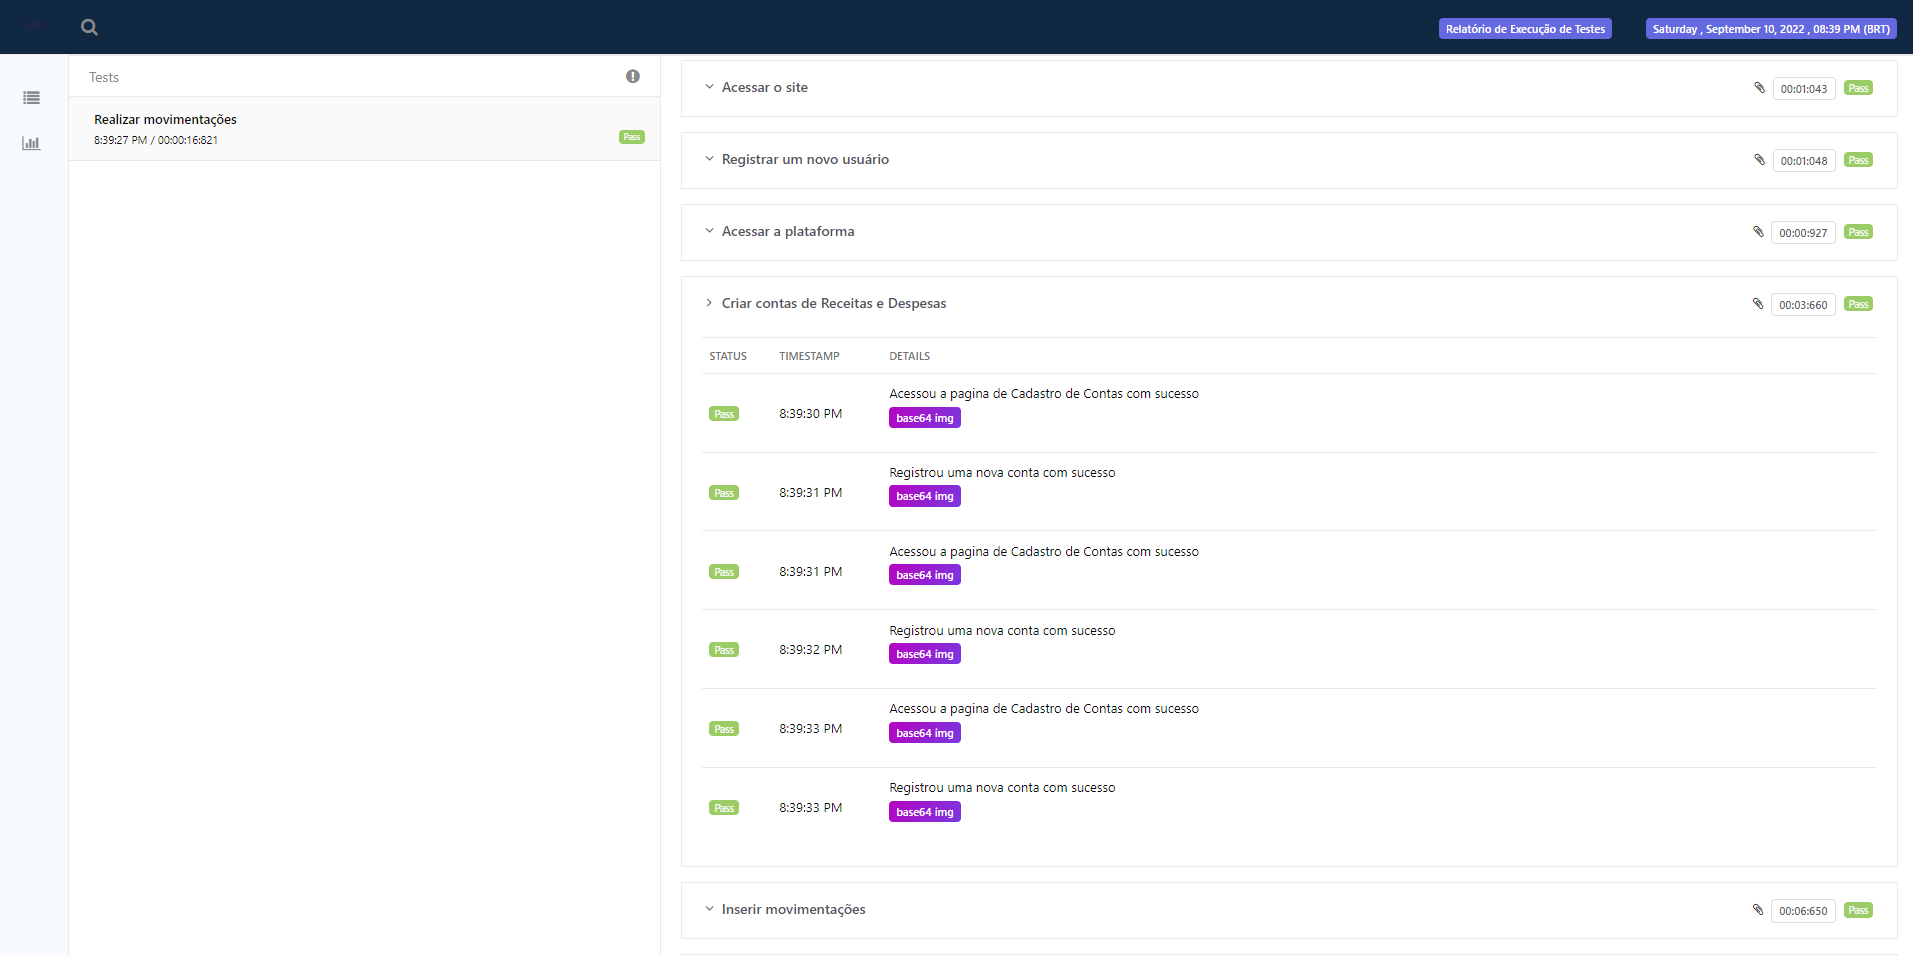 Relatório de Execução de Testes
Saturday , September 10, 2022 , 08:39 PM (BRT)
Tests
Realizar movimentações
8:39:27 PM / 00:00:16:821
Pass
Acessar o site
00:01:043
Pass
Registrar um novo usuário
00:01:048
Pass
Acessar a plataforma
00:00:927
Pass
Criar contas de Receitas e Despesas
00:03:660
Pass
STATUS TIMESTAMP DETAILS
Acessou a pagina de Cadastro de Contas com sucesso
Pass 8:39:30 PM
base64 img
Registrou uma nova conta com sucesso
Pass 8:39:31 PM
base64 img
Acessou a pagina de Cadastro de Contas com sucesso
Pass 8:39:31 PM
base64 img
Registrou uma nova conta com sucesso
Pass 8:39:32 PM
base64 img
Acessou a pagina de Cadastro de Contas com sucesso
Pass 8:39:33 PM
base64 img
Registrou uma nova conta com sucesso
Pass 8:39:33 PM
base64 img
Inserir movimentações
00:06:650
Pass